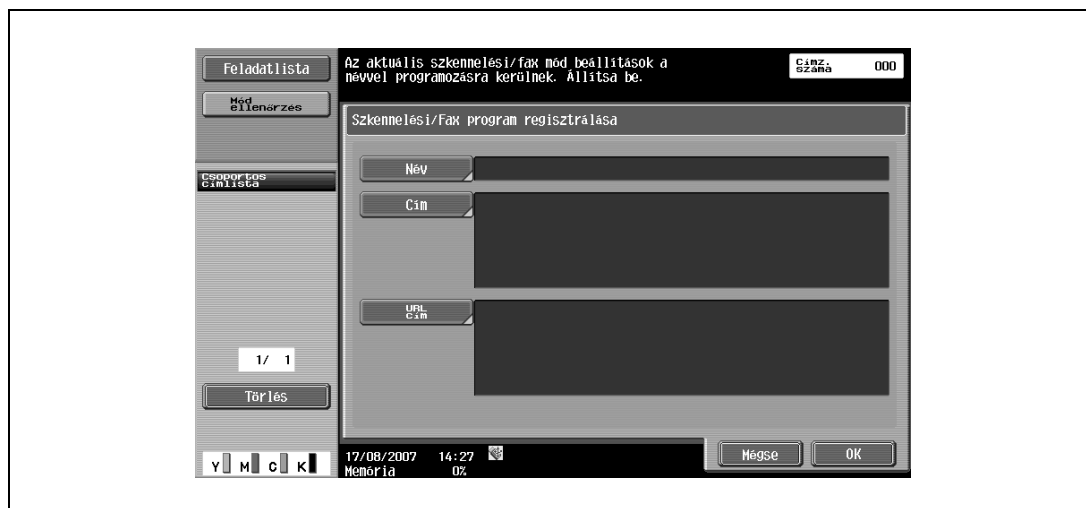 Feladatlista
Az aktuális szkennelési/fax mód beállítások a
névvel programozásra kerülnek. Állítsa be.
Címz.
száma 000
Mód
ellenőrzés
Szkennelési/Fax program regisztrálása
Csoportos
címlista
Név
Cím
URL
cím
1/ 1
Törlés
Y M C K
17/08/2007 14:27
Memória 0%
Mégse OK